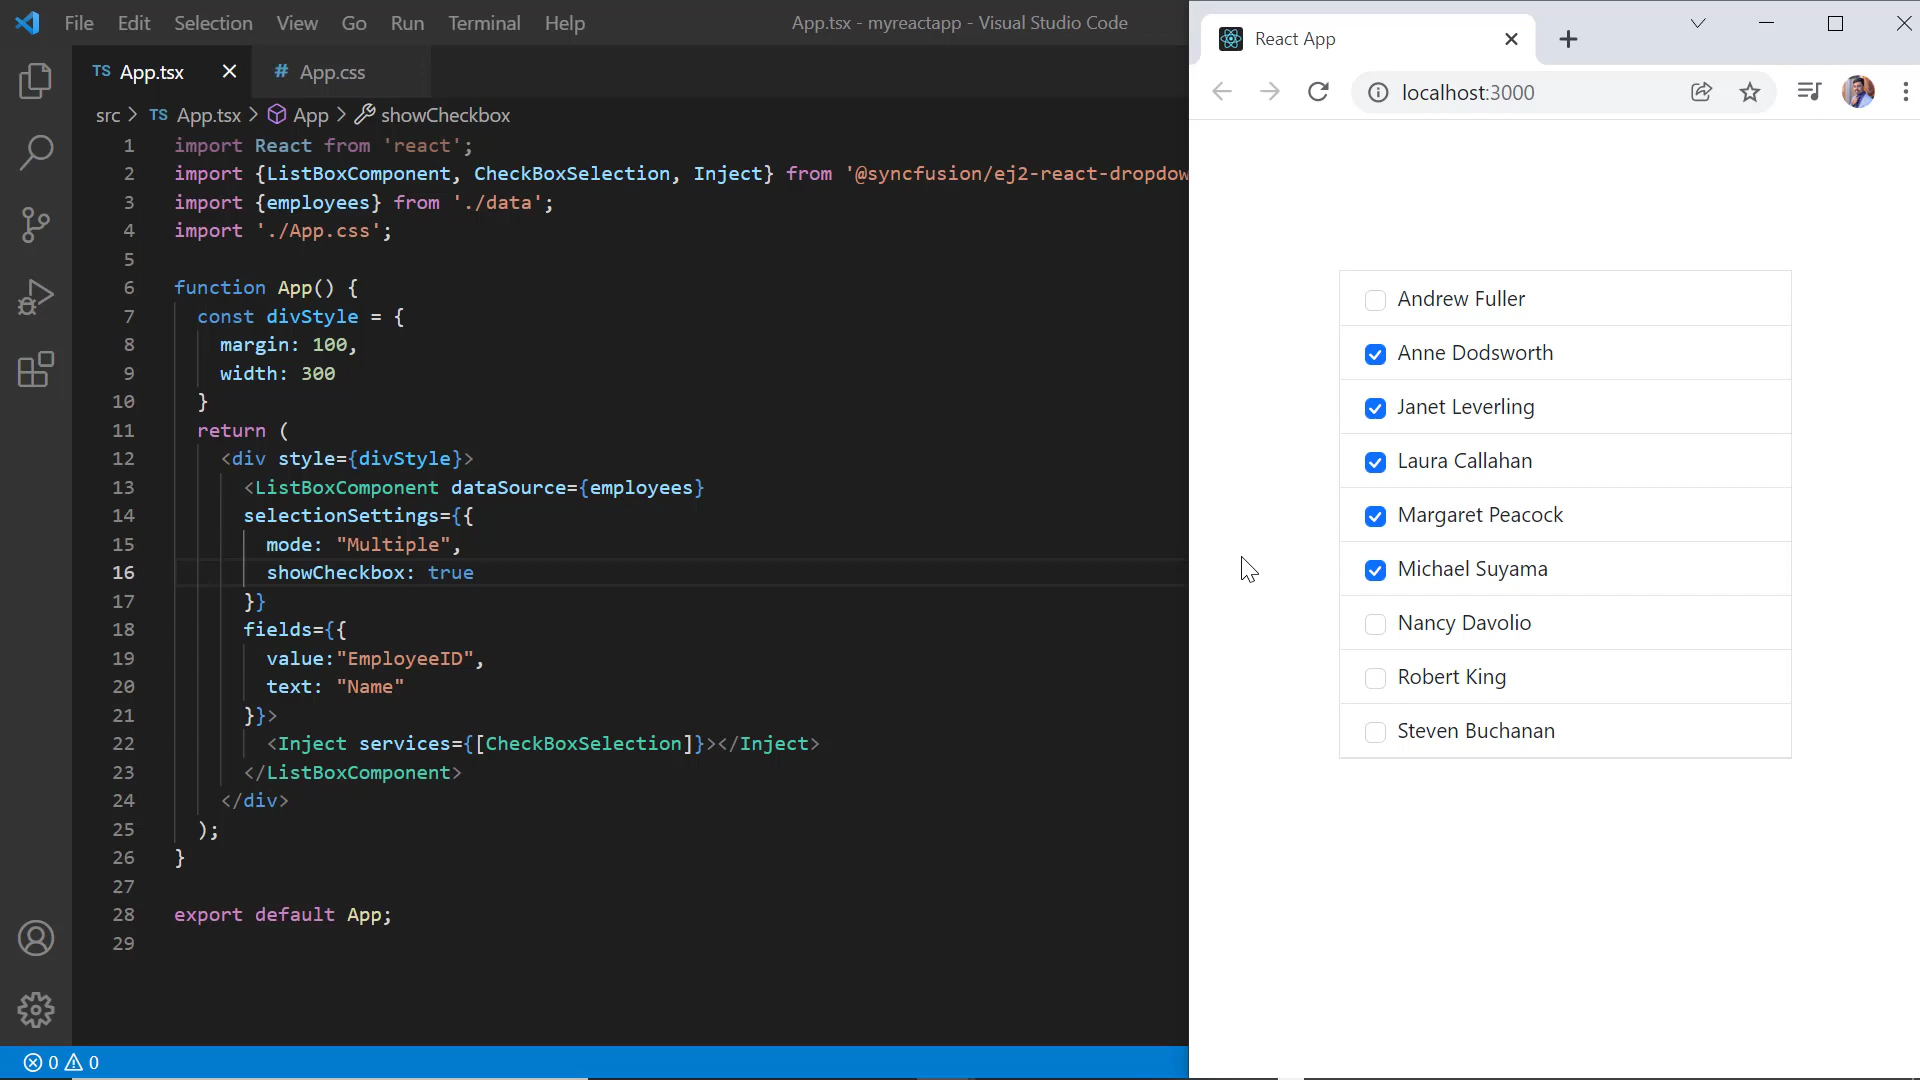 File Edit Selection View Go Run Terminal Help
App.tsx - myreactapp - Visual Studio Code
TS App.tsx
# App.css
src > TS App.tsx > App > showCheckbox
1 import React from 'react';
2 import {ListBoxComponent, CheckBoxSelection, Inject} from '@syncfusion/ej2-react-dropdow
3 import {employees} from './data';
4 import './App.css';
5
6 function App() {
7 const divStyle = {
8 margin: 100,
9 width: 300
10 }
11 return (
12 <div style={divStyle}>
13 <ListBoxComponent dataSource={employees}
14 selectionSettings={{
15 mode: "Multiple",
16 showCheckbox: true
17 }}
18 fields={{
19 value:"EmployeeID",
20 text: "Name"
21 }}>
22 <Inject services={[CheckBoxSelection]}></Inject>
23 </ListBoxComponent>
24 </div>
25 );
26 }
27
28 export default App;
29
0 0
React App
localhost:3000
Andrew Fuller
Anne Dodsworth
Janet Leverling
Laura Callahan
Margaret Peacock
Michael Suyama
Nancy Davolio
Robert King
Steven Buchanan